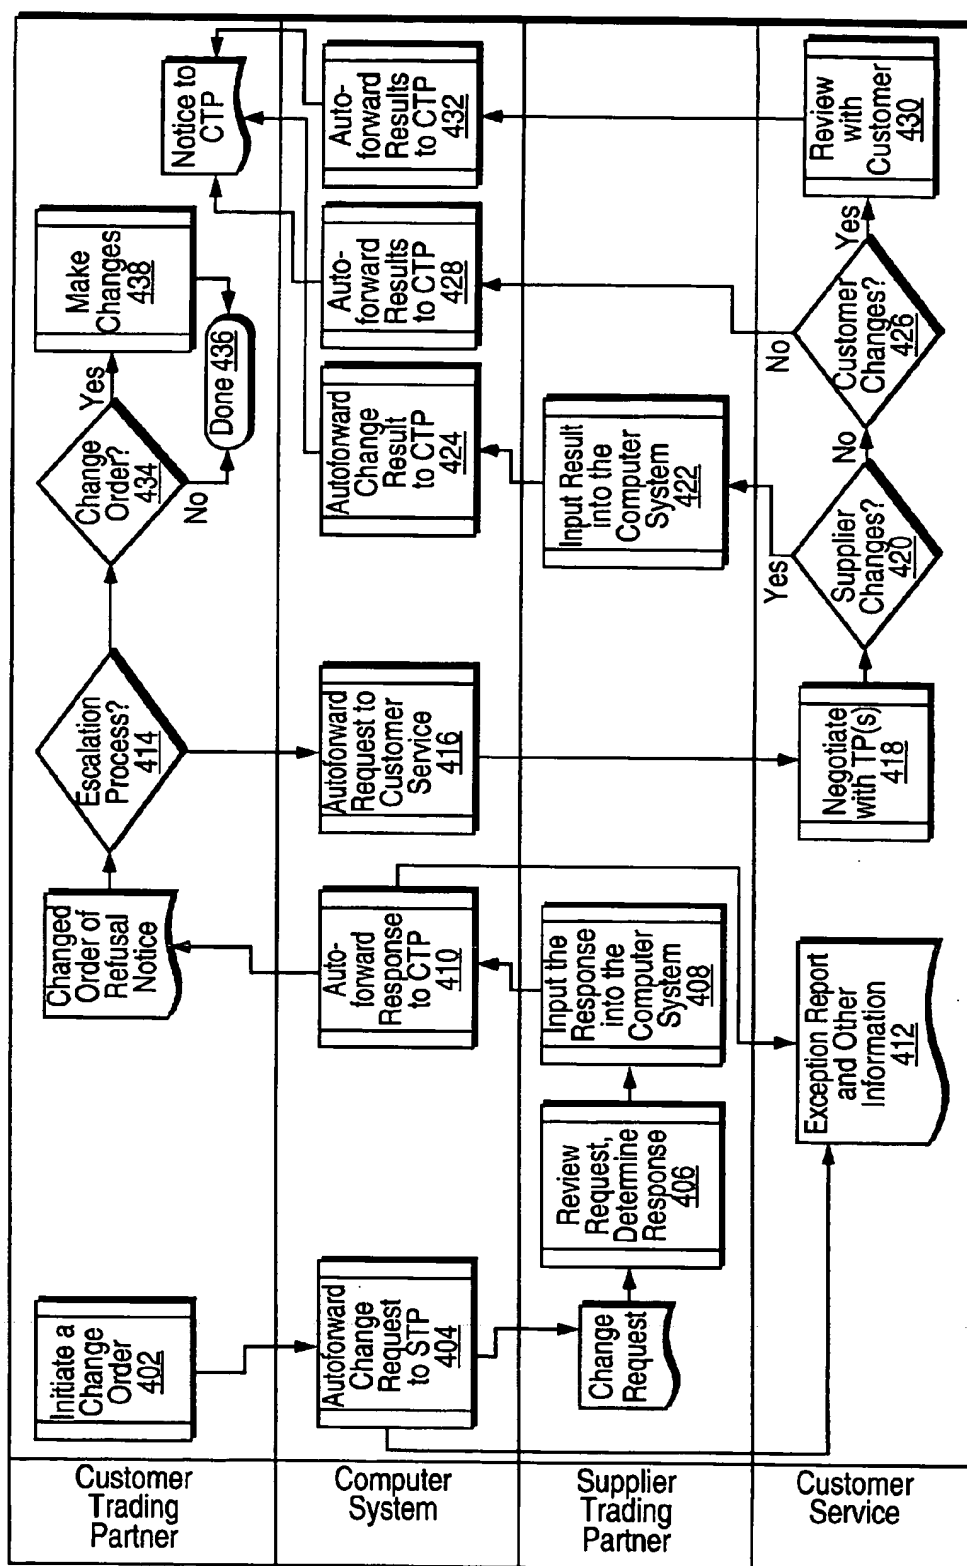 Customer
Trading
Partner
Initiate a
Change
Order
402
Changed
Order of
Refusal
Notice
Escalation
Process?
414
Change
Order?
434
Yes
No
Make
Changes
438
Done 436
Notice to
CTP
Computer
System
Autoforward
Change
Request
to STP
404
Auto-
forward
Response
to CTP
410
Autoforward
Request to
Customer
Service
416
Autoforward
Change
Result
to CTP
424
Auto-
forward
Results
to CTP
428
Auto-
forward
Results
to CTP
432
Supplier
Trading
Partner
Change
Request
Review
Request,
Determine
Response
406
Input the
Response
into the
Computer
System
408
Input Result
into the
Computer
System
422
Customer
Service
Exception Report
and Other
Information
412
Negotiate
with TP(s)
418
Supplier
Changes?
420
Yes
No
Customer
Changes?
426
No
Yes
Review
with
Customer
430